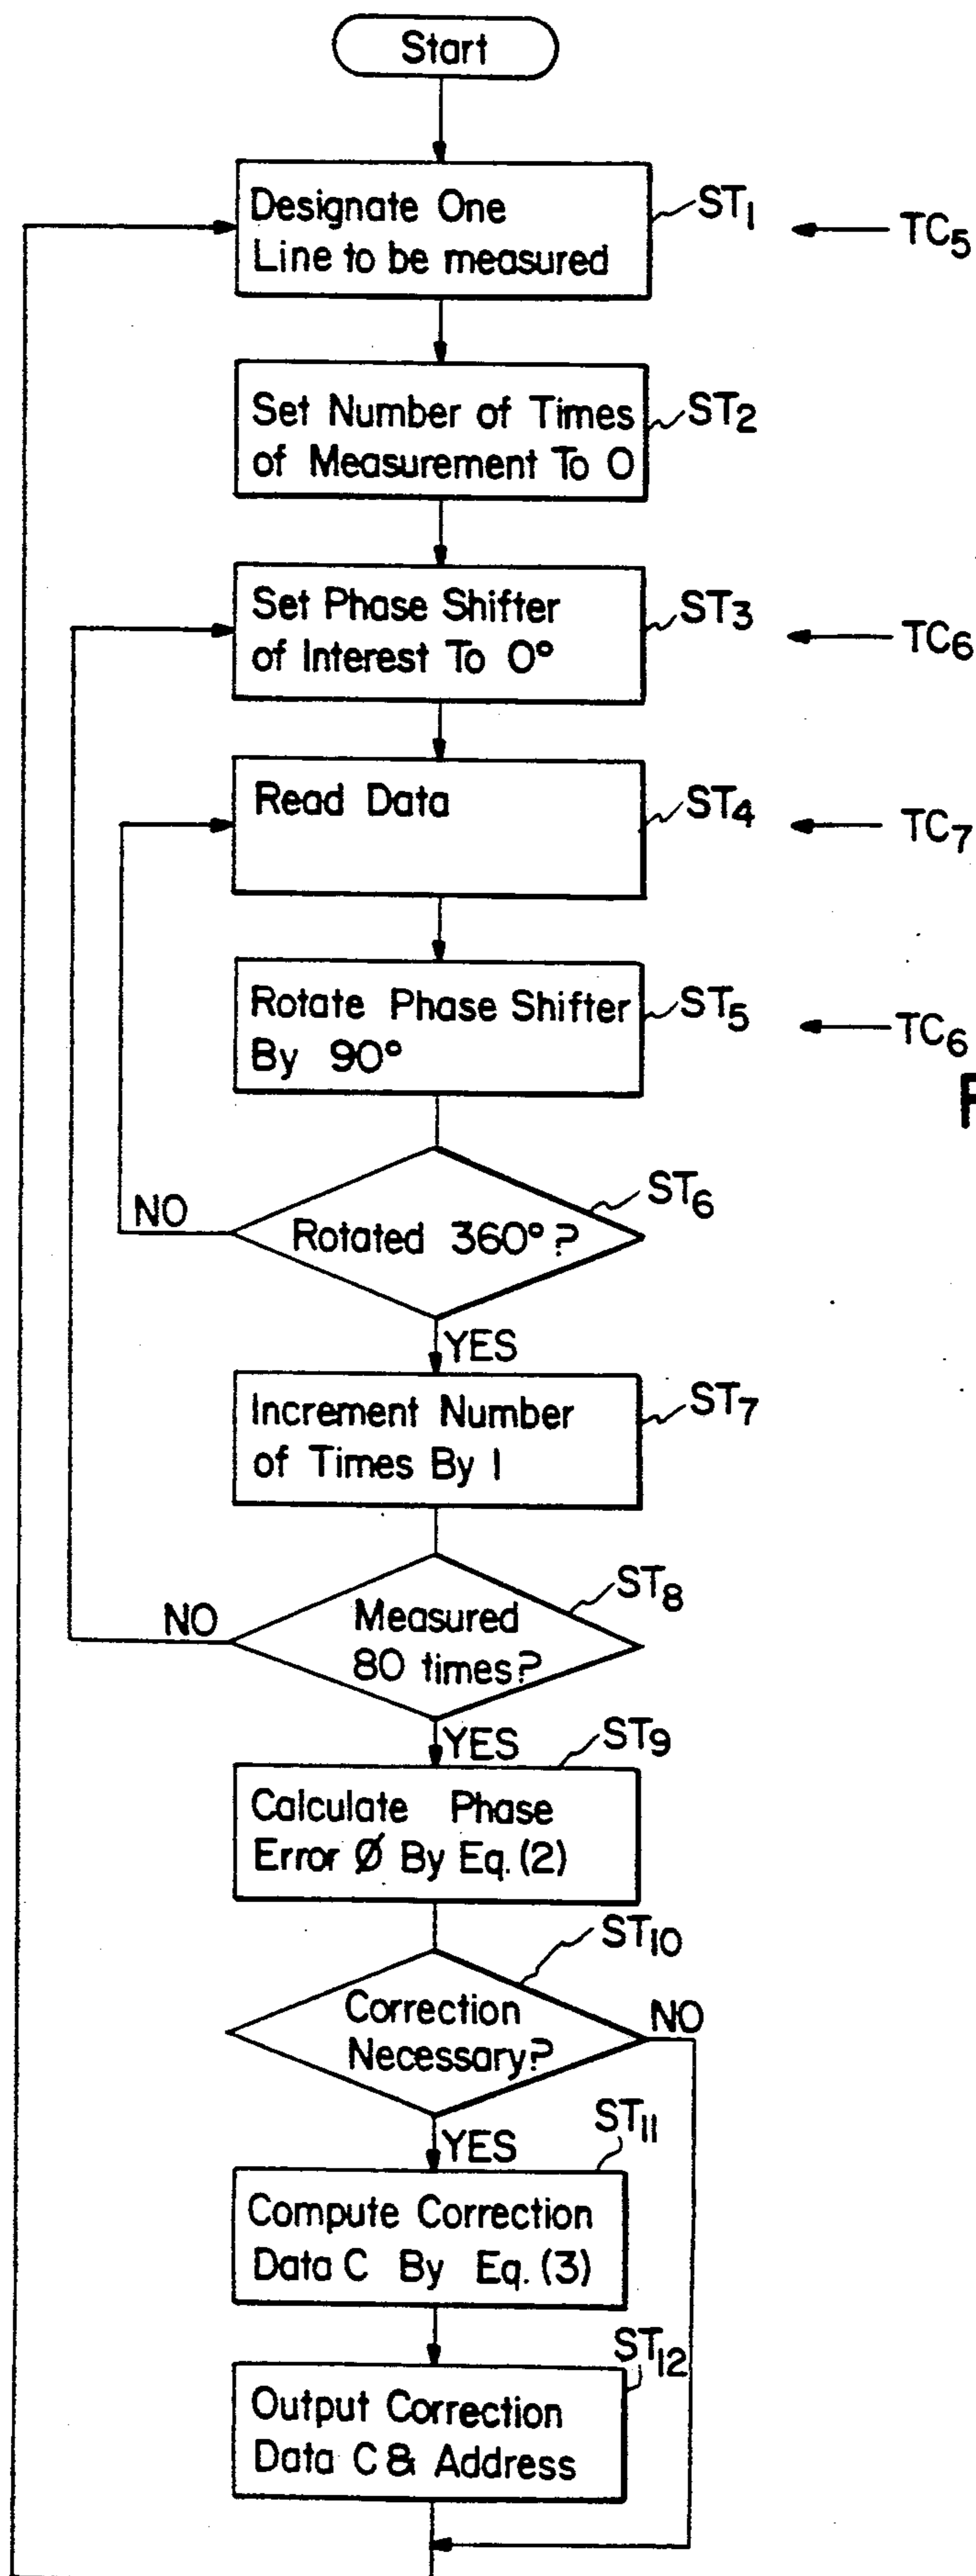 Start
Designate One
Line to be measured
ST1
TC5
Set Number of Times
of Measurement To 0
ST2
Set Phase Shifter
of Interest To 0°
ST3
TC6
Read Data
ST4
TC7
Rotate Phase Shifter
By 90°
ST5
TC6
F
Rotated 360°?
ST6
NO
YES
Increment Number
of Times By 1
ST7
Measured
80 times?
ST8
NO
YES
ST9
Calculate Phase
Error Ø By Eq. (2)
ST10
Correction
Necessary?
NO
YES
ST11
Compute Correction
Data C By Eq. (3)
ST12
Output Correction
Data C & Address